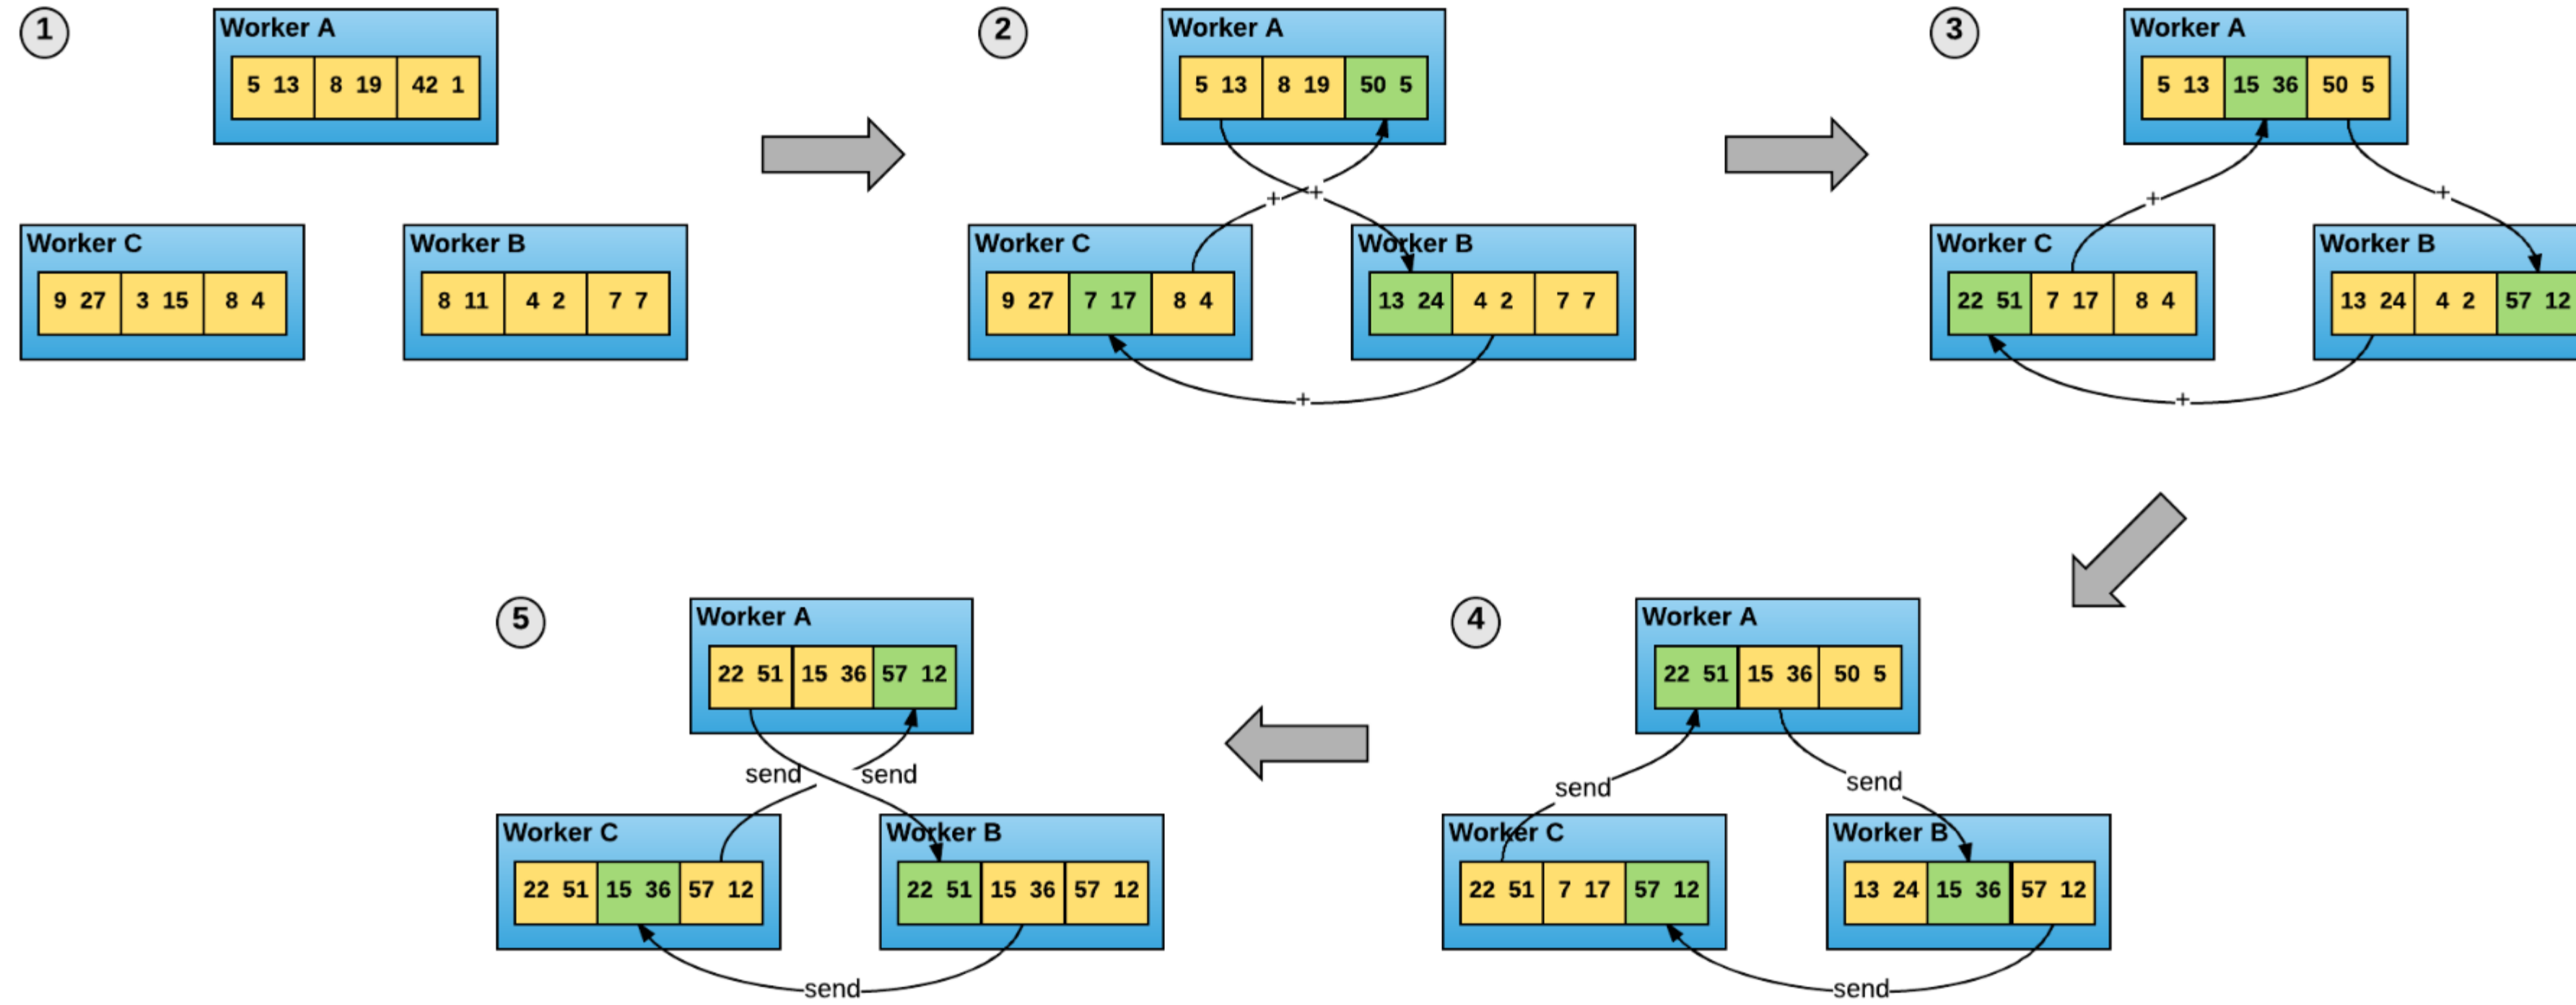 1
Worker A
5 13 8 19 42 1
Worker C
9 27 3 15 8 4
Worker B
8 11 4 2 7 7
2
Worker A
5 13 8 19 50 5
+ +
Worker C
9 27 7 17 8 4
Worker B
13 24 4 2 7 7
+
3
Worker A
5 13 15 36 50 5
+ +
Worker C
22 51 7 17 8 4
Worker B
13 24 4 2 57 12
+
4
Worker A
22 51 15 36 50 5
send send
Worker C
22 51 7 17 57 12
Worker B
13 24 15 36 57 12
send
5
Worker A
22 51 15 36 57 12
send send
Worker C
22 51 15 36 57 12
Worker B
22 51 15 36 57 12
send